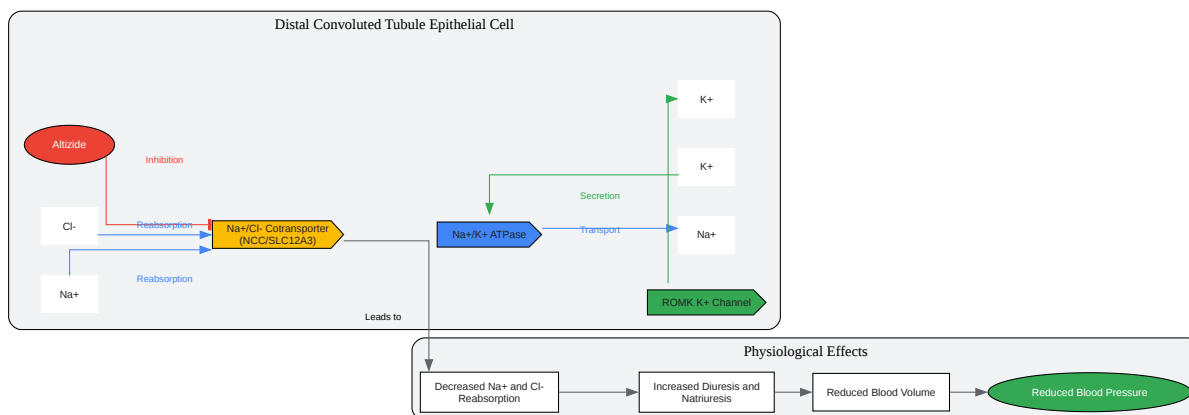 Distal Convoluted Tubule Epithelial Cell
K+
Altizide
Inhibition
K+
Secretion
Cl-
Reabsorption
Na+/Cl- Cotransporter
(NCC/SLC12A3)
Na+/K+ ATPase
Transport
Na+
Reabsorption
Na+
ROMK K+ Channel
Leads to
Physiological Effects
Decreased Na+ and Cl-
Reabsorption
Increased Diuresis and
Natriuresis
Reduced Blood Volume
Reduced Blood Pressure